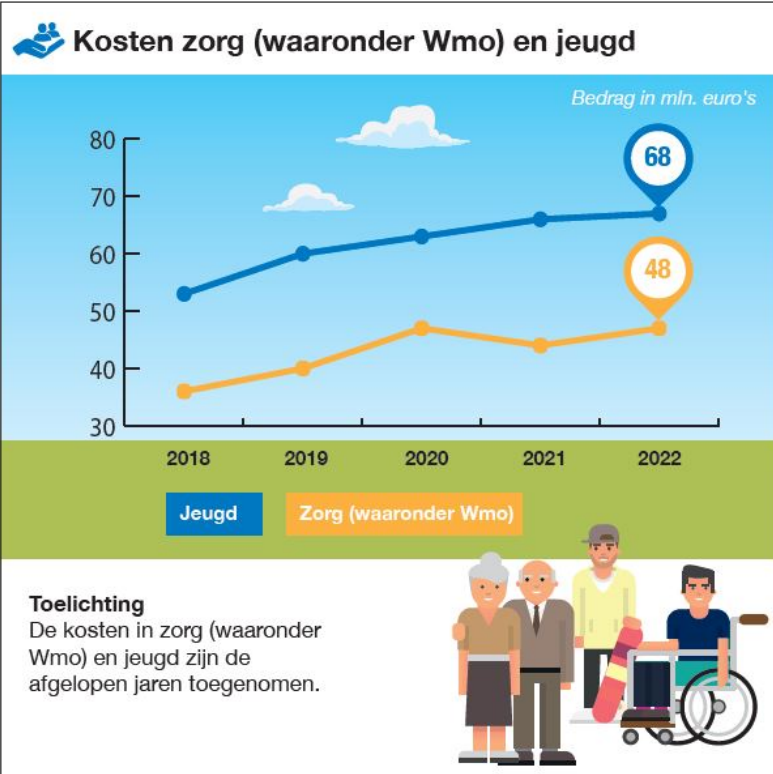 Kosten zorg (waaronder Wmo) en jeugd
Bedrag in mln. euro's
80
70
60
50
40
30
68
48
2018 2019 2020 2021 2022
Jeugd Zorg (waaronder Wmo)
Toelichting
De kosten in zorg (waaronder
Wmo) en jeugd zijn de
afgelopen jaren toegenomen.